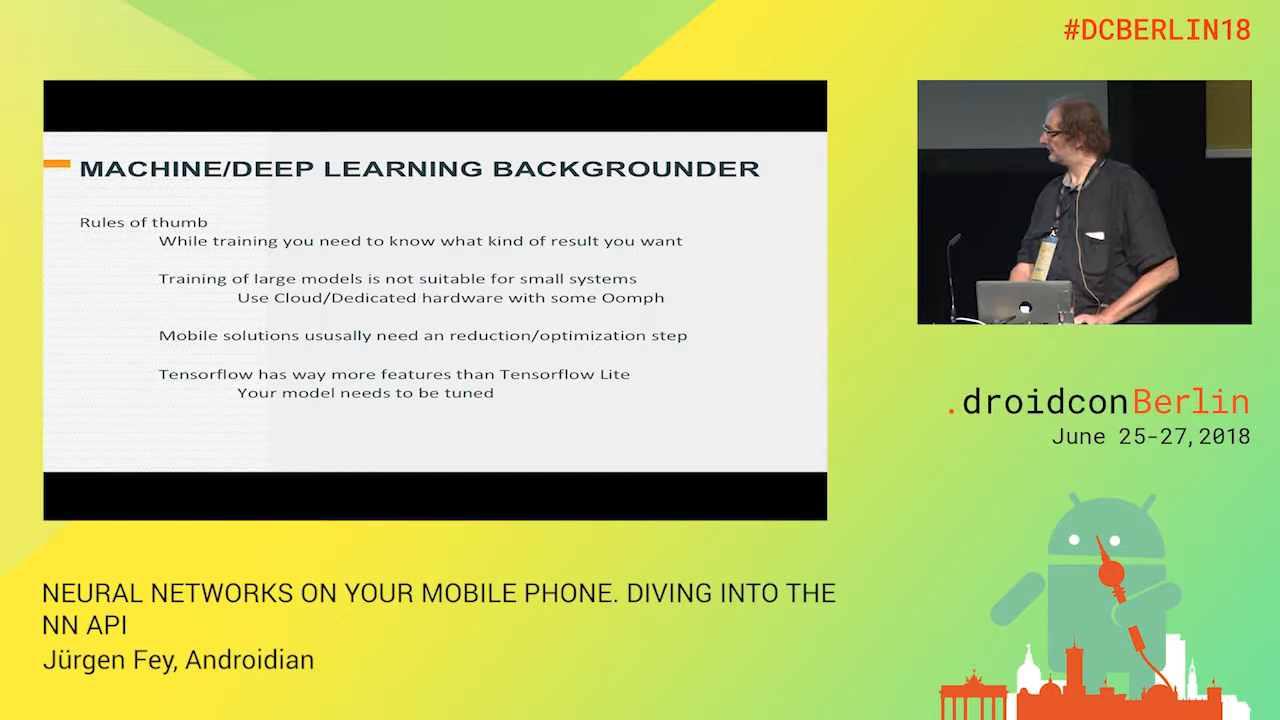 #DCBERLIN18
MACHINE/DEEP LEARNING BACKGROUNDER
Rules of thumb
While training you need to know what kind of result you want
Training of large models is not suitable for small systems
Use Cloud/Dedicated hardware with some Oomph
Mobile solutions ususally need an reduction/optimization step
Tensorflow has way more features than Tensorflow Lite
Your model needs to be tuned
.droidconBerlin
June 25-27,2018
NEURAL NETWORKS ON YOUR MOBILE PHONE. DIVING INTO THE
NN API
Jürgen Fey, Androidian